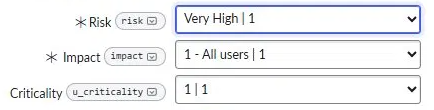 * Risk risk Very High | 1
* Impact impact 1 - All users | 1
Criticality u_criticality 1 | 1